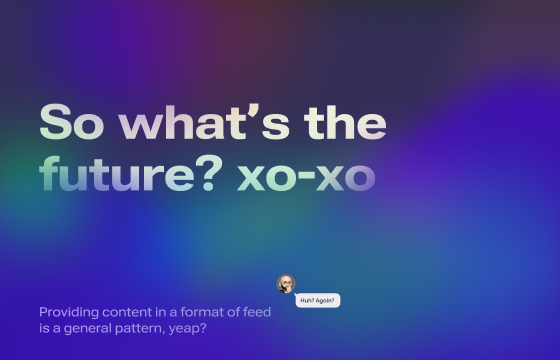 So what's the
future? xo-xo
Huh? Again?
Providing content in a format of feed
is a general pattern, yeap?